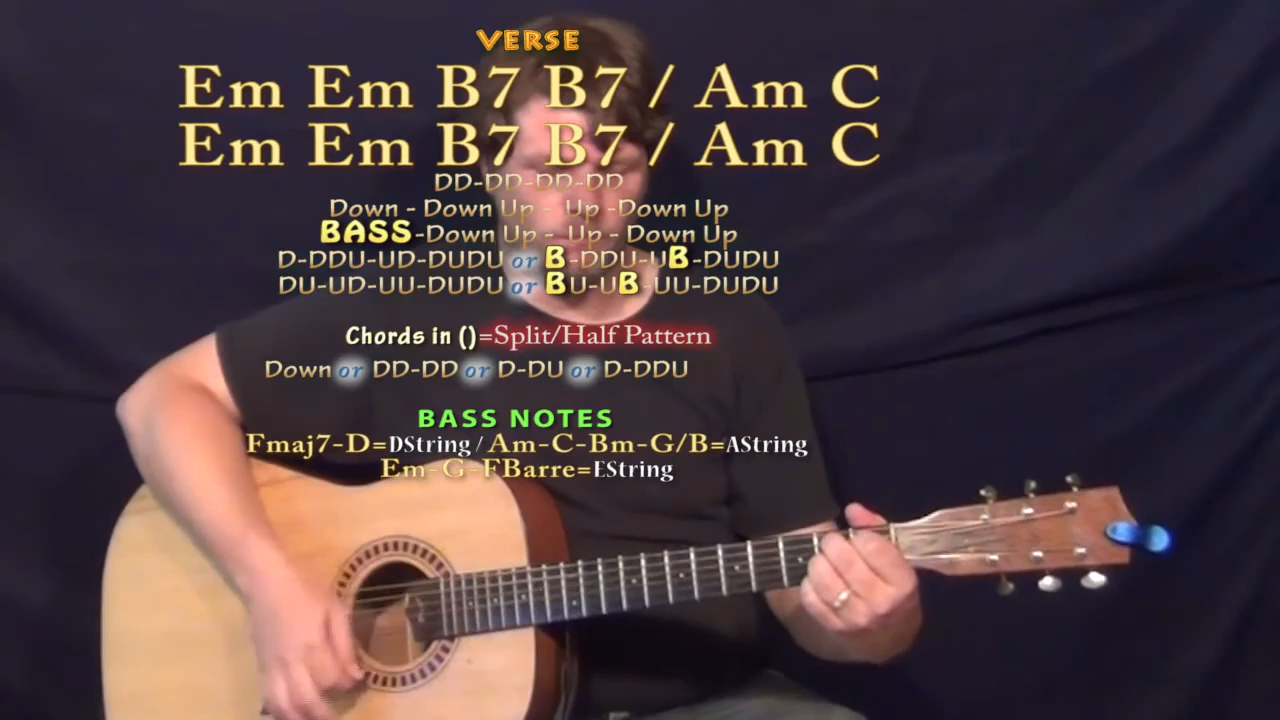 VERSE
Em Em B7 B7 / Am C
Em Em B7 B7 / Am C
DD-DD-DD-DD
Down - Down Up - Up -Down Up
BASS-Down Up - Up - Down Up
D-DDU-UD-DUDU or B-DDU-UB-DUDU
DU-UD-UU-DUDU or BU-UB-UU-DUDU
Chords in ()=Split/Half Pattern
Down or DD-DD or D-DU or D-DDU
BASS NOTES
Fmaj7-D=DString / Am-C-Bm-G/B=AString
Em-G-FBarre=EString